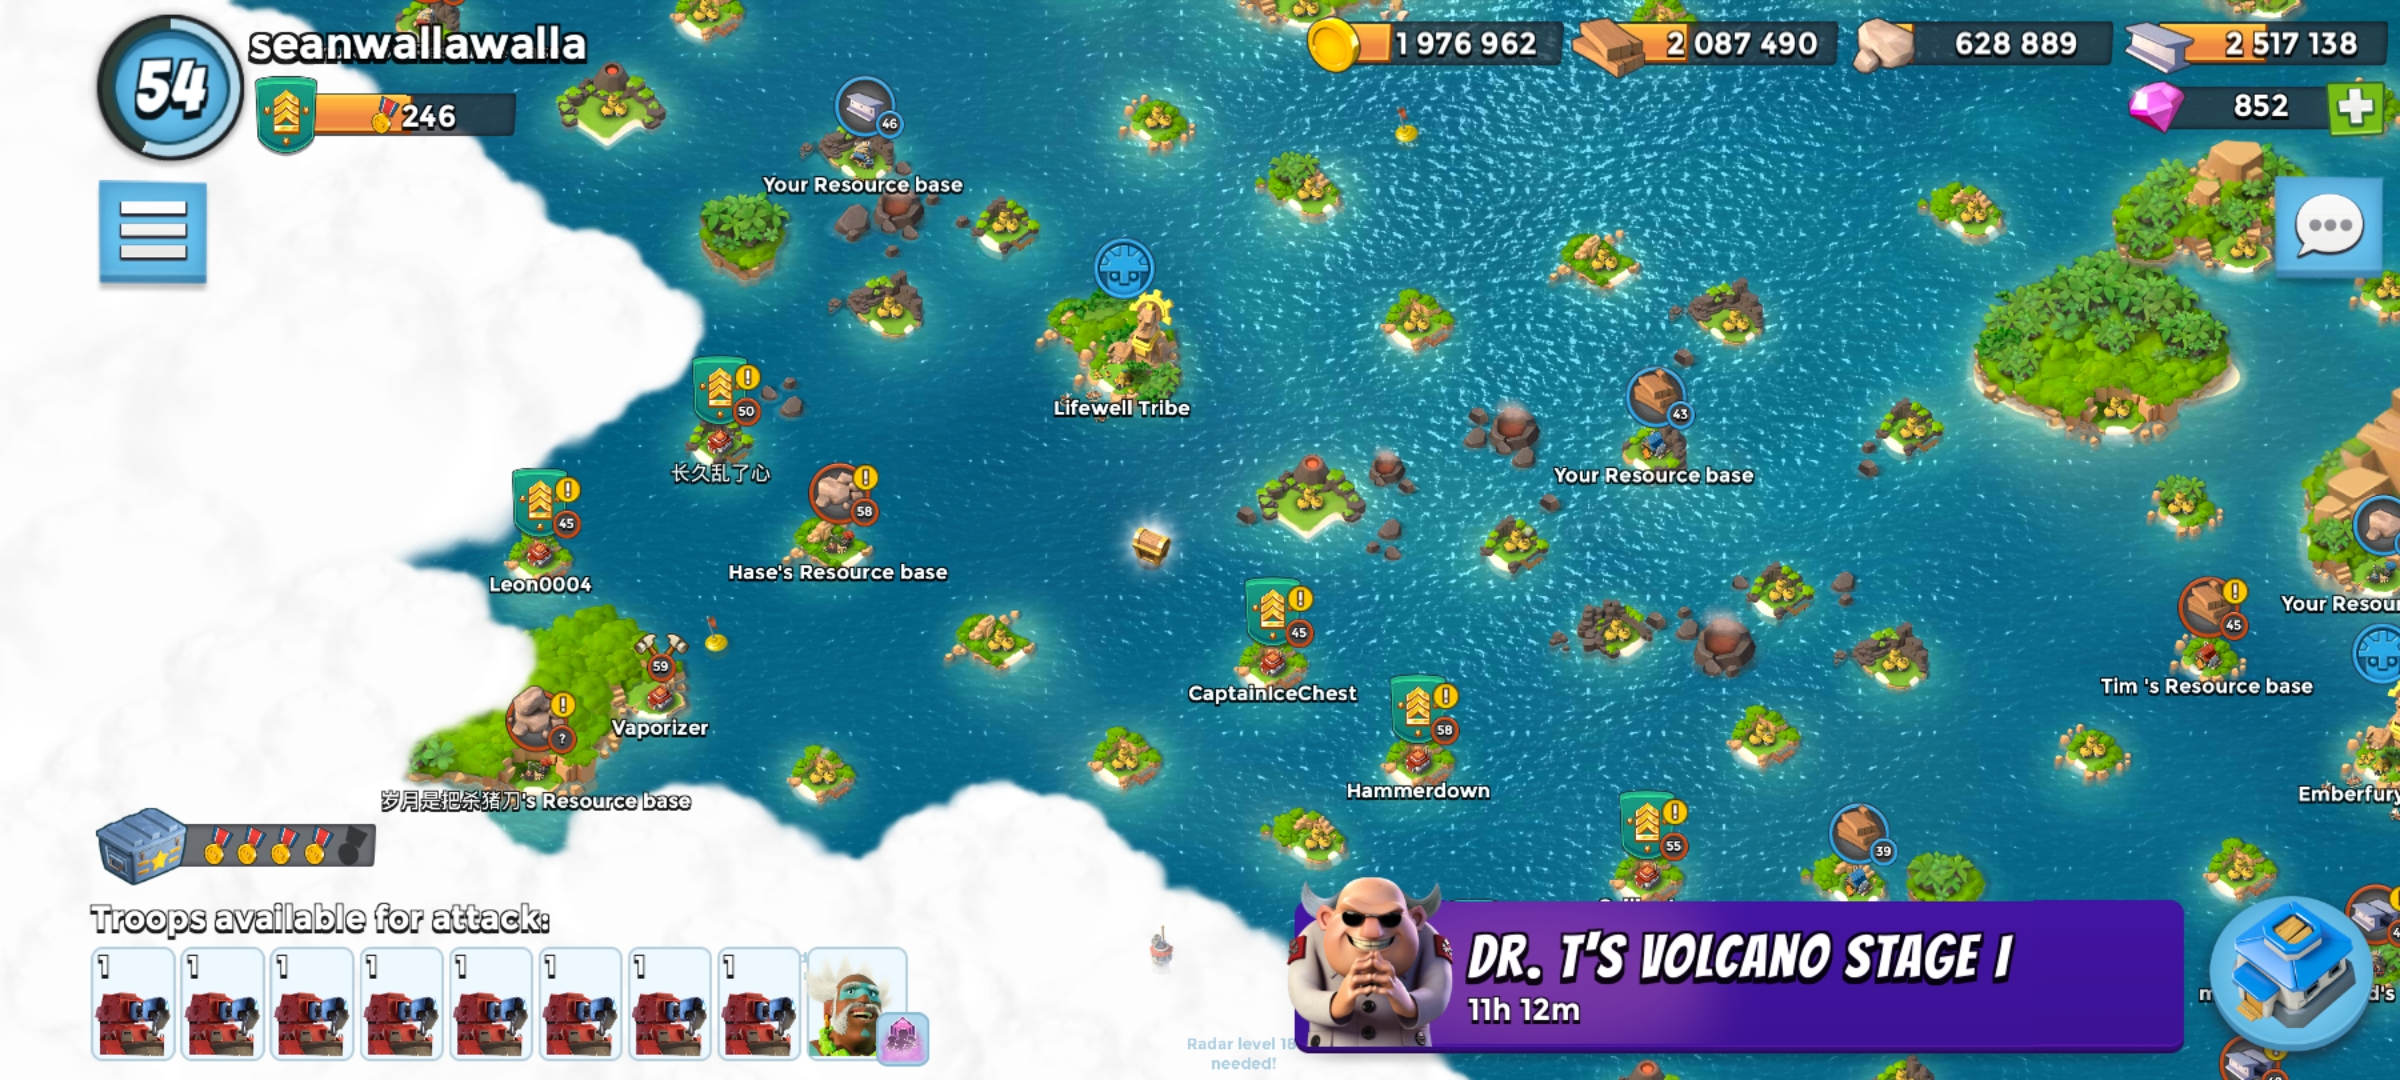 54
seanwallawalla
246
1 976 962
2 087 490
628 889
2 517 138
852
46
Your Resource base
Lifewell Tribe
50
长久乱了心
43
Your Resource base
45
Leon0004
58
Hase's Resource base
45
CaptainIceChest
58
Hammerdown
59
Vaporizer
?
岁月是把杀猪刀's Resource base
Your Resour
45
Tim 's Resource base
Emberfury
55
39
Troops available for attack:
1 1 1 1 1 1 1 1
Radar level 18
needed!
DR. T'S VOLCANO STAGE I
11h 12m